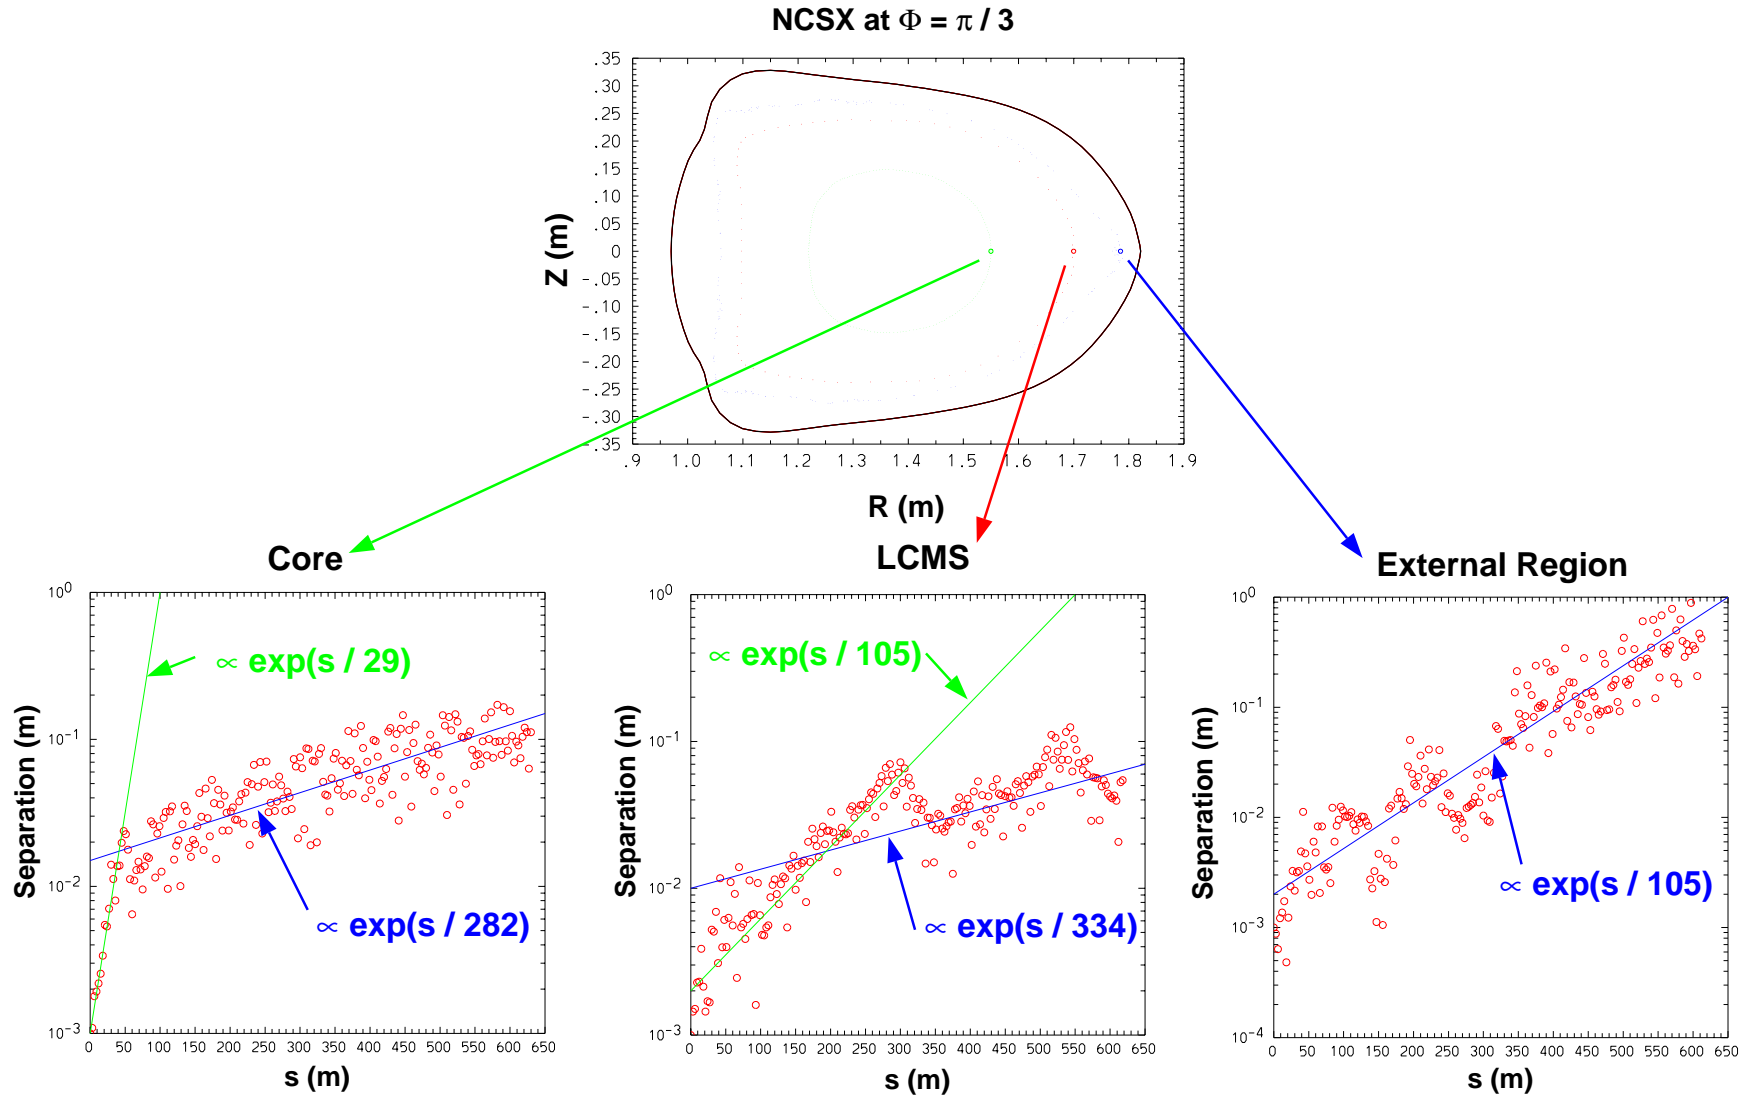 NCSX at Φ = π / 3
.35
.30
.25
.20
.15
.10
.05
0
-.05
-.10
-.15
-.20
-.25
-.30
-.35
Z (m)
.9 1.0 1.1 1.2 1.3 1.4 1.5 1.6 1.7 1.8 1.9
R (m)
Core
10^0
10^-1
10^-2
10^-3
Separation (m)
∝ exp(s / 29)
∝ exp(s / 282)
0 50 100 150 200 250 300 350 400 450 500 550 600 650
s (m)
LCMS
10^0
10^-1
10^-2
10^-3
Separation (m)
∝ exp(s / 105)
∝ exp(s / 334)
0 50 100 150 200 250 300 350 400 450 500 550 600 650
s (m)
External Region
10^0
10^-1
10^-2
10^-3
10^-4
Separation (m)
∝ exp(s / 105)
0 50 100 150 200 250 300 350 400 450 500 550 600 650
s (m)